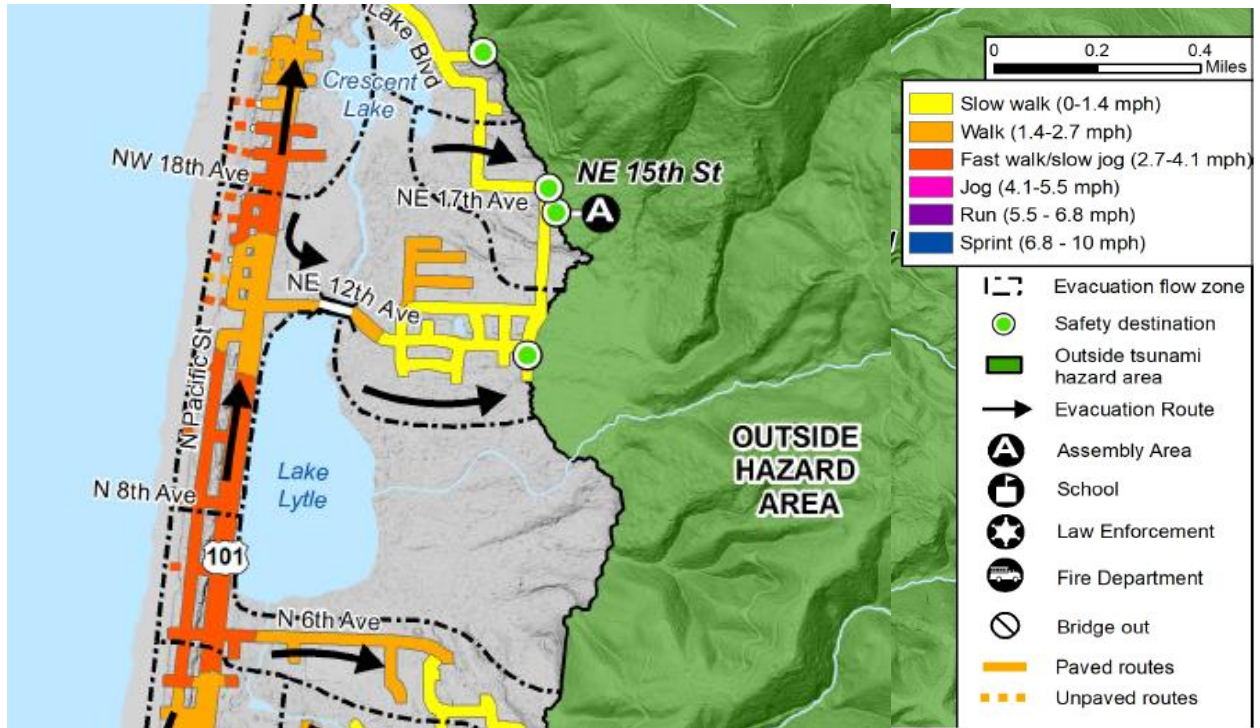 Lake Blvd
Crescent
Lake
NW 18th Ave
NE 15th St
NE 17th Ave
A
NE 12th Ave
N Pacific St
Lake
Lytle
N 8th Ave
101
N 6th Ave
OUTSIDE
HAZARD
AREA
0 0.2 0.4
Miles
Slow walk (0-1.4 mph)
Walk (1.4-2.7 mph)
Fast walk/slow jog (2.7-4.1 mph)
Jog (4.1-5.5 mph)
Run (5.5 - 6.8 mph)
Sprint (6.8 - 10 mph)
Evacuation flow zone
Safety destination
Outside tsunami
hazard area
Evacuation Route
A Assembly Area
School
Law Enforcement
Fire Department
Bridge out
Paved routes
Unpaved routes